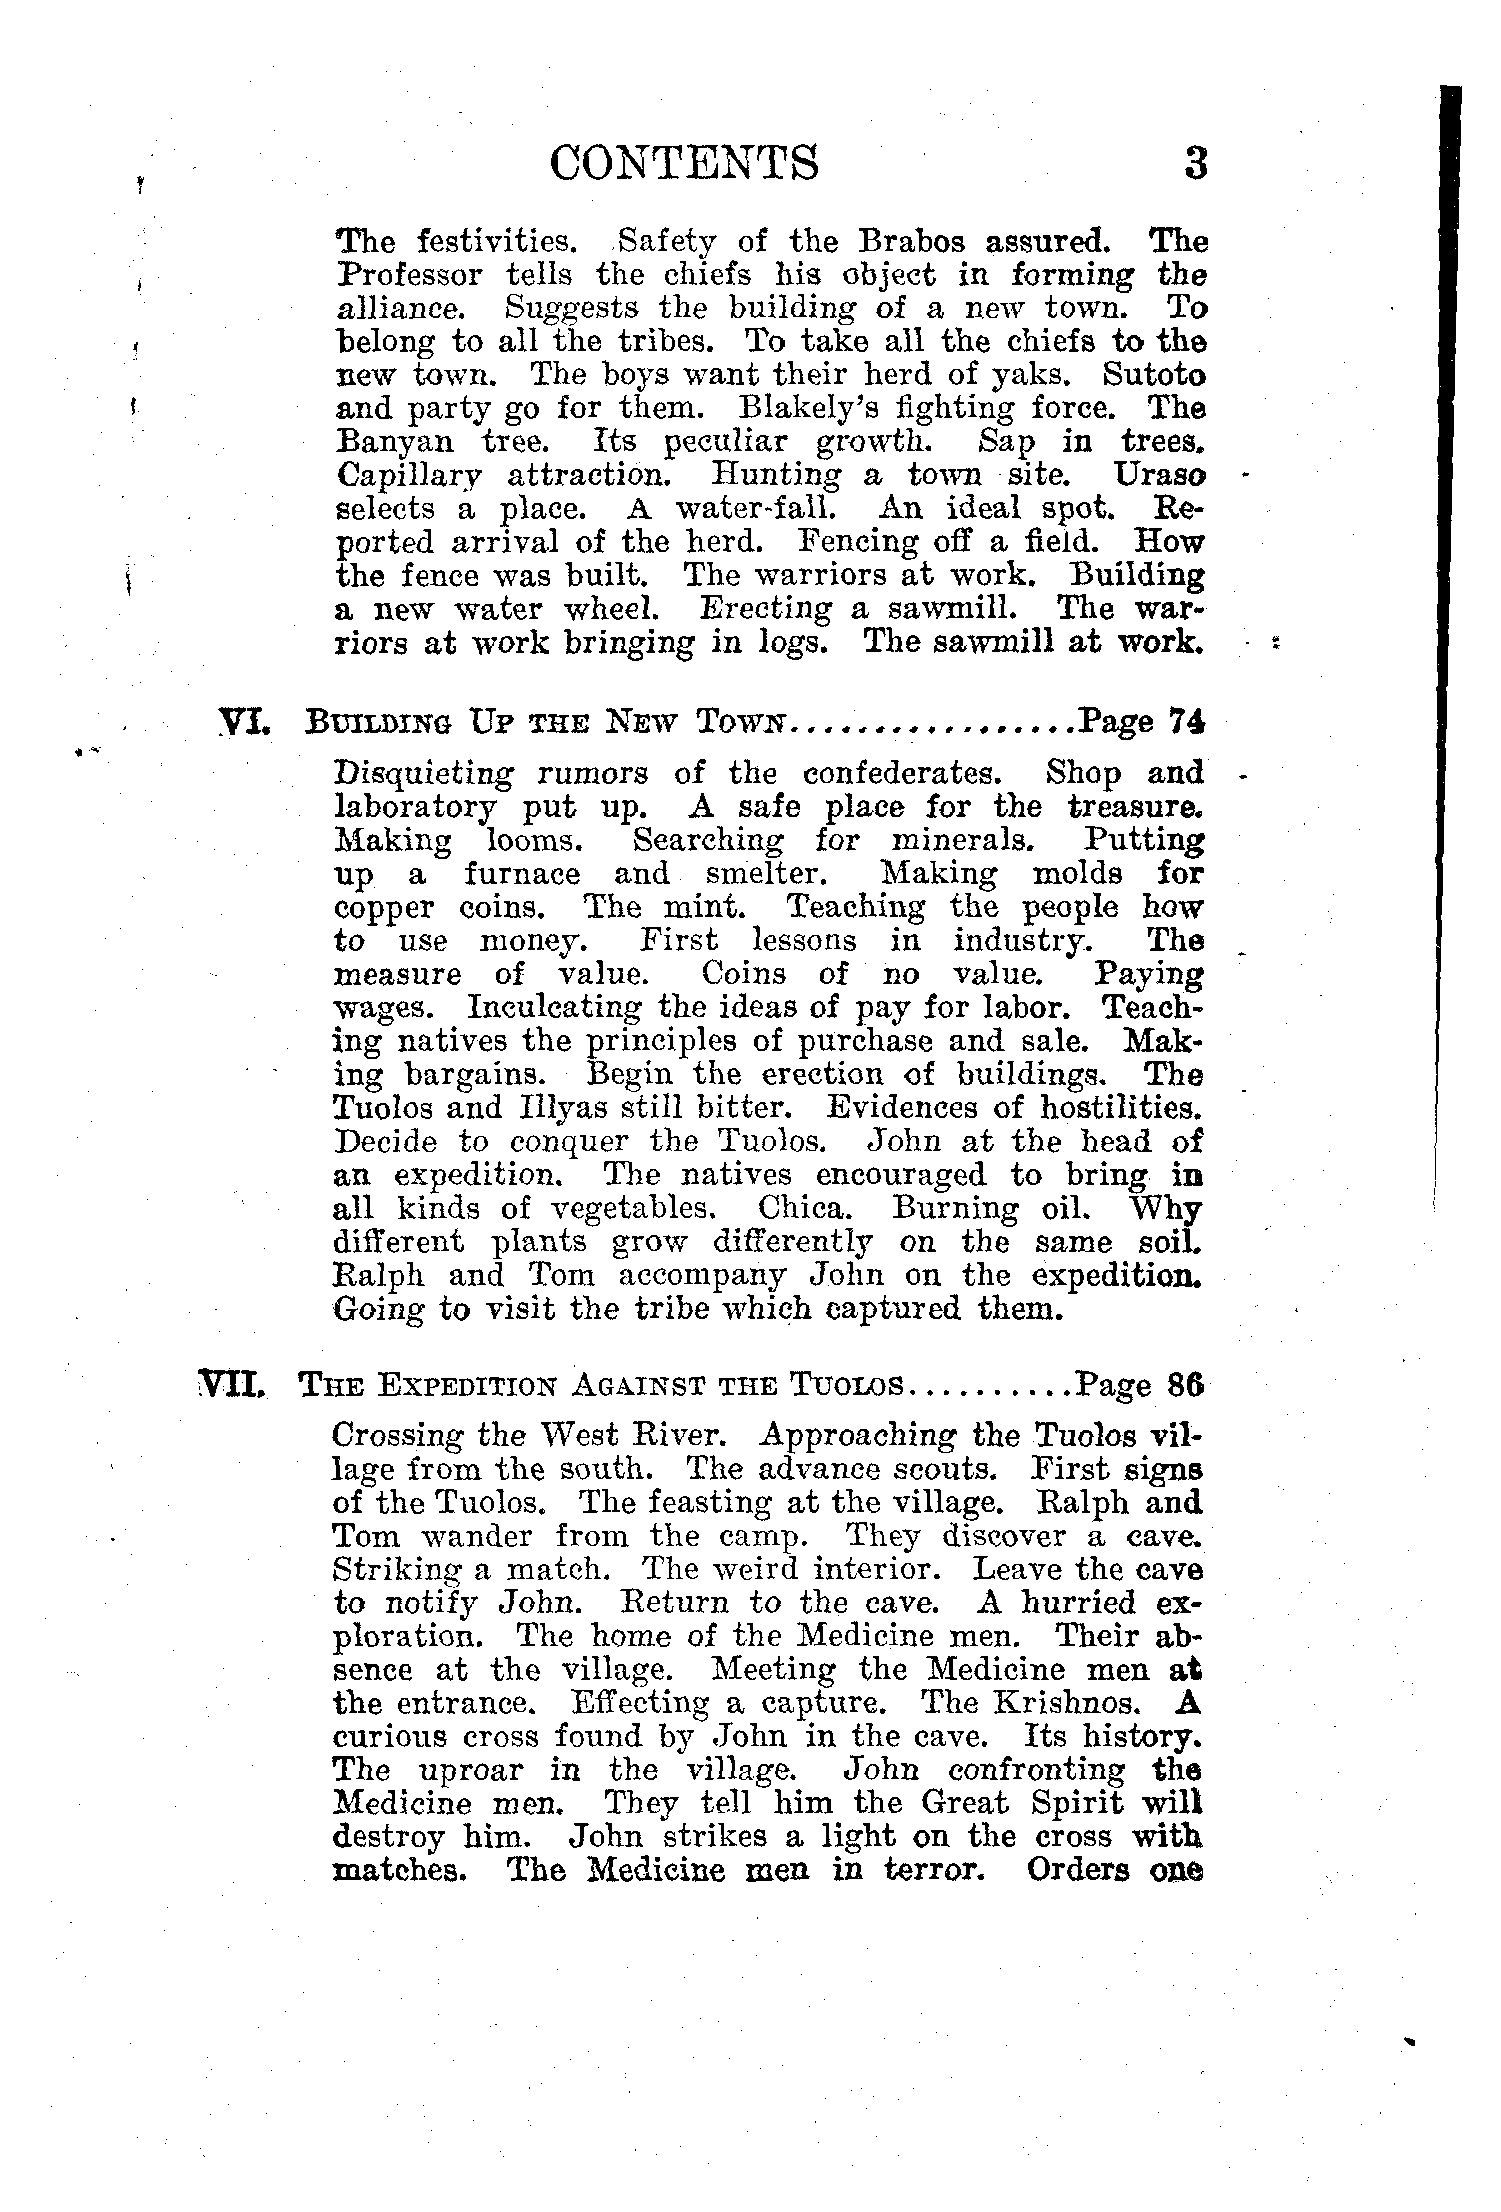 CONTENTS 3
The festivities. Safety of the Brabos assured. The
Professor tells the chiefs his object in forming the
alliance. Suggests the building of a new town. To
belong to all the tribes. To take all the chiefs to the
new town. The boys want their herd of yaks. Sutoto
and party go for them. Blakely's fighting force. The
Banyan tree. Its peculiar growth. Sap in trees.
Capillary attraction. Hunting a town site. Uraso
selects a place. A water-fall. An ideal spot. Re-
ported arrival of the herd. Fencing off a field. How
the fence was built. The warriors at work. Building
a new water wheel. Erecting a sawmill. The war-
riors at work bringing in logs. The sawmill at work.
VI. BUILDING UP THE NEW TOWN.................Page 74
Disquieting rumors of the confederates. Shop and
laboratory put up. A safe place for the treasure.
Making looms. Searching for minerals. Putting
up a furnace and smelter. Making molds for
copper coins. The mint. Teaching the people how
to use money. First lessons in industry. The
measure of value. Coins of no value. Paying
wages. Inculcating the ideas of pay for labor. Teach-
ing natives the principles of purchase and sale. Mak-
ing bargains. Begin the erection of buildings. The
Tuolos and Illyas still bitter. Evidences of hostilities.
Decide to conquer the Tuolos. John at the head of
an expedition. The natives encouraged to bring in
all kinds of vegetables. Chica. Burning oil. Why
different plants grow differently on the same soil.
Ralph and Tom accompany John on the expedition.
Going to visit the tribe which captured them.
VII. THE EXPEDITION AGAINST THE TUOLOS..........Page 86
Crossing the West River. Approaching the Tuolos vil-
lage from the south. The advance scouts. First signs
of the Tuolos. The feasting at the village. Ralph and
Tom wander from the camp. They discover a cave.
Striking a match. The weird interior. Leave the cave
to notify John. Return to the cave. A hurried ex-
ploration. The home of the Medicine men. Their ab-
sence at the village. Meeting the Medicine men at
the entrance. Effecting a capture. The Krishnos. A
curious cross found by John in the cave. Its history.
The uproar in the village. John confronting the
Medicine men. They tell him the Great Spirit will
destroy him. John strikes a light on the cross with
matches. The Medicine men in terror. Orders one